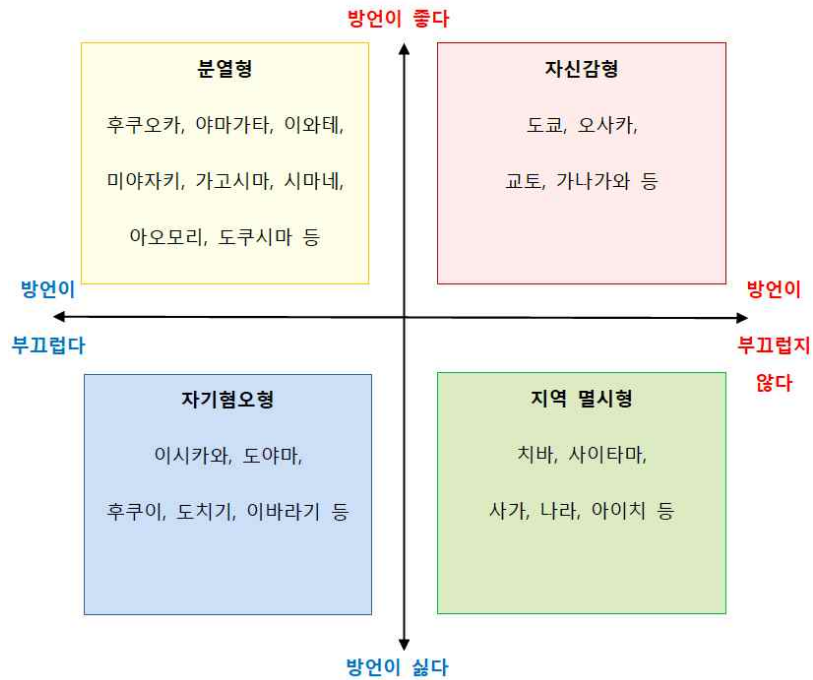 방언이 좋다
분열형
후쿠오카, 야마가타, 이와테,
미야자키, 가고시마, 시마네,
아오모리, 도쿠시마 등
자신감형
도쿄, 오사카,
교토, 가나가와 등
방언이
부끄럽다
방언이
부끄럽지
않다
자기혐오형
이시카와, 도야마,
후쿠이, 도치기, 이바라기 등
지역 멸시형
치바, 사이타마,
사가, 나라, 아이치 등
방언이 싫다